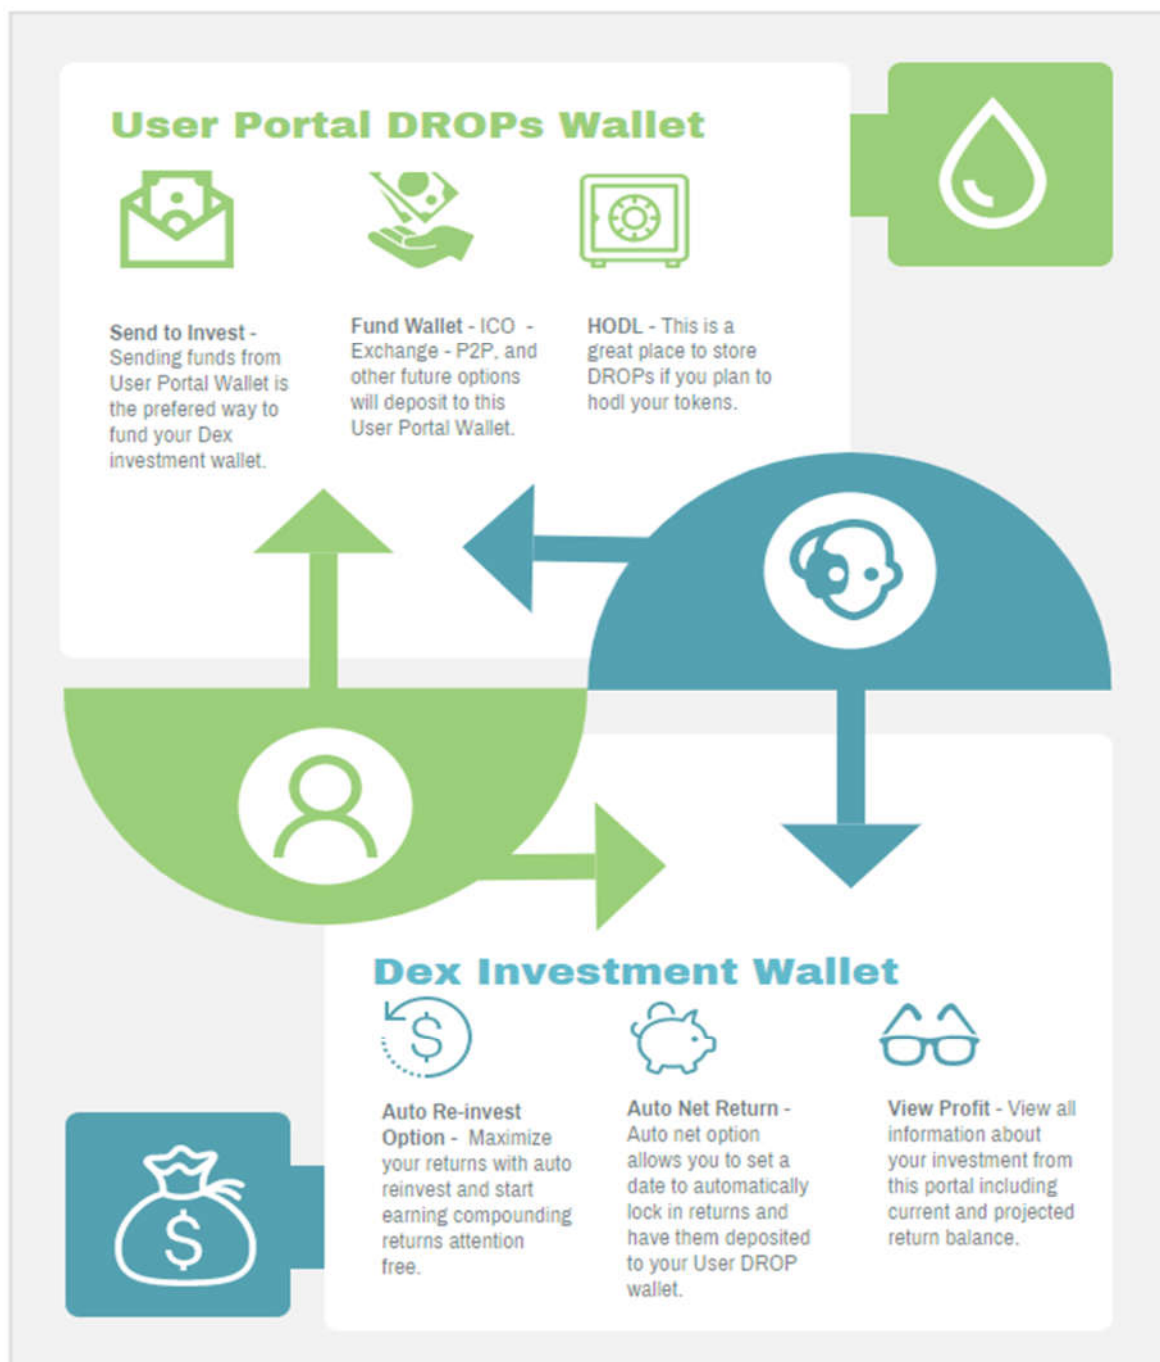 User Portal DROPs Wallet
Send to Invest -
Sending funds from
User Portal Wallet is
the prefered way to
fund your Dex
investment wallet.
Fund Wallet - ICO -
Exchange - P2P, and
other future options
will deposit to this
User Portal Wallet.
HODL - This is a
great place to store
DROPs if you plan to
hodl your tokens.
Dex Investment Wallet
Auto Re-invest
Option - Maximize
your returns with auto
reinvest and start
earning compounding
returns attention
free.
Auto Net Return -
Auto net option
allows you to set a
date to automatically
lock in returns and
have them deposited
to your User DROP
wallet.
View Profit - View all
information about
your investment from
this portal including
current and projected
return balance.